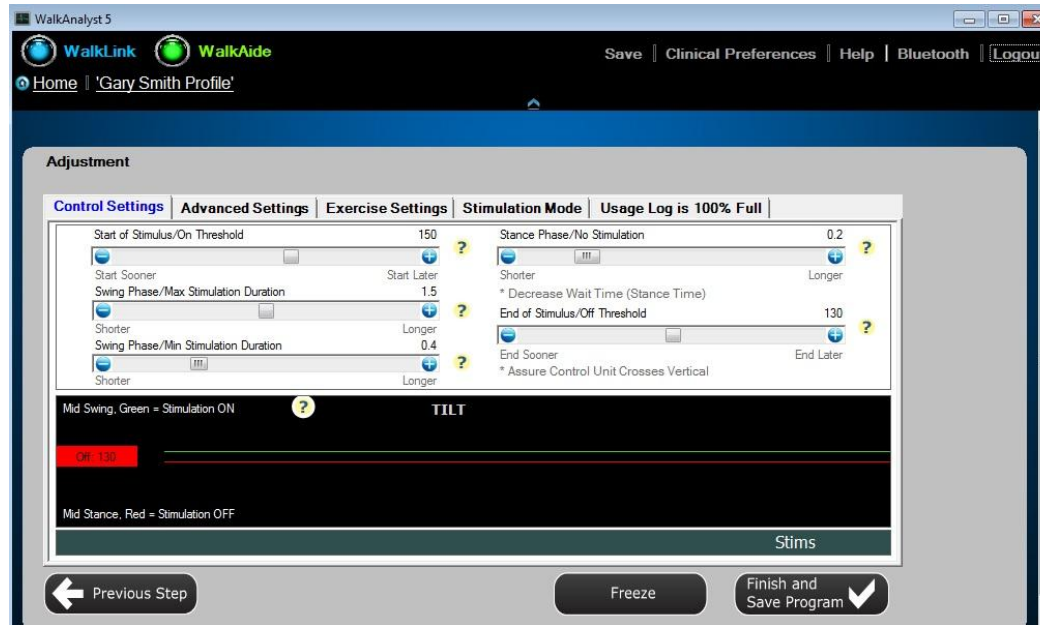 WalkAnalyst 5
WalkLink WalkAide
Save Clinical Preferences Help | Bluetooth Logou
Home 'Gary Smith Profile'
Adjustment
Control Settings Advanced Settings Exercise Settings Stimulation Mode Usage Log is 100% Full
Start of Stimulus/On Threshold 150 ?
Start Sooner Start Later
Swing Phase/Max Stimulation Duration 1.5 ?
Shorter Longer
Swing Phase/Min Stimulation Duration 0.4 ?
Shorter Longer
Stance Phase/No Stimulation 0.2 ?
Shorter Longer
* Decrease Wait Time (Stance Time)
End of Stimulus/Off Threshold 130 ?
End Sooner End Later
* Assure Control Unit Crosses Vertical
Mid Swing, Green = Stimulation ON ? TILT
Off: 130
Mid Stance, Red = Stimulation OFF
Stims
Previous Step Freeze Finish and
Save Program